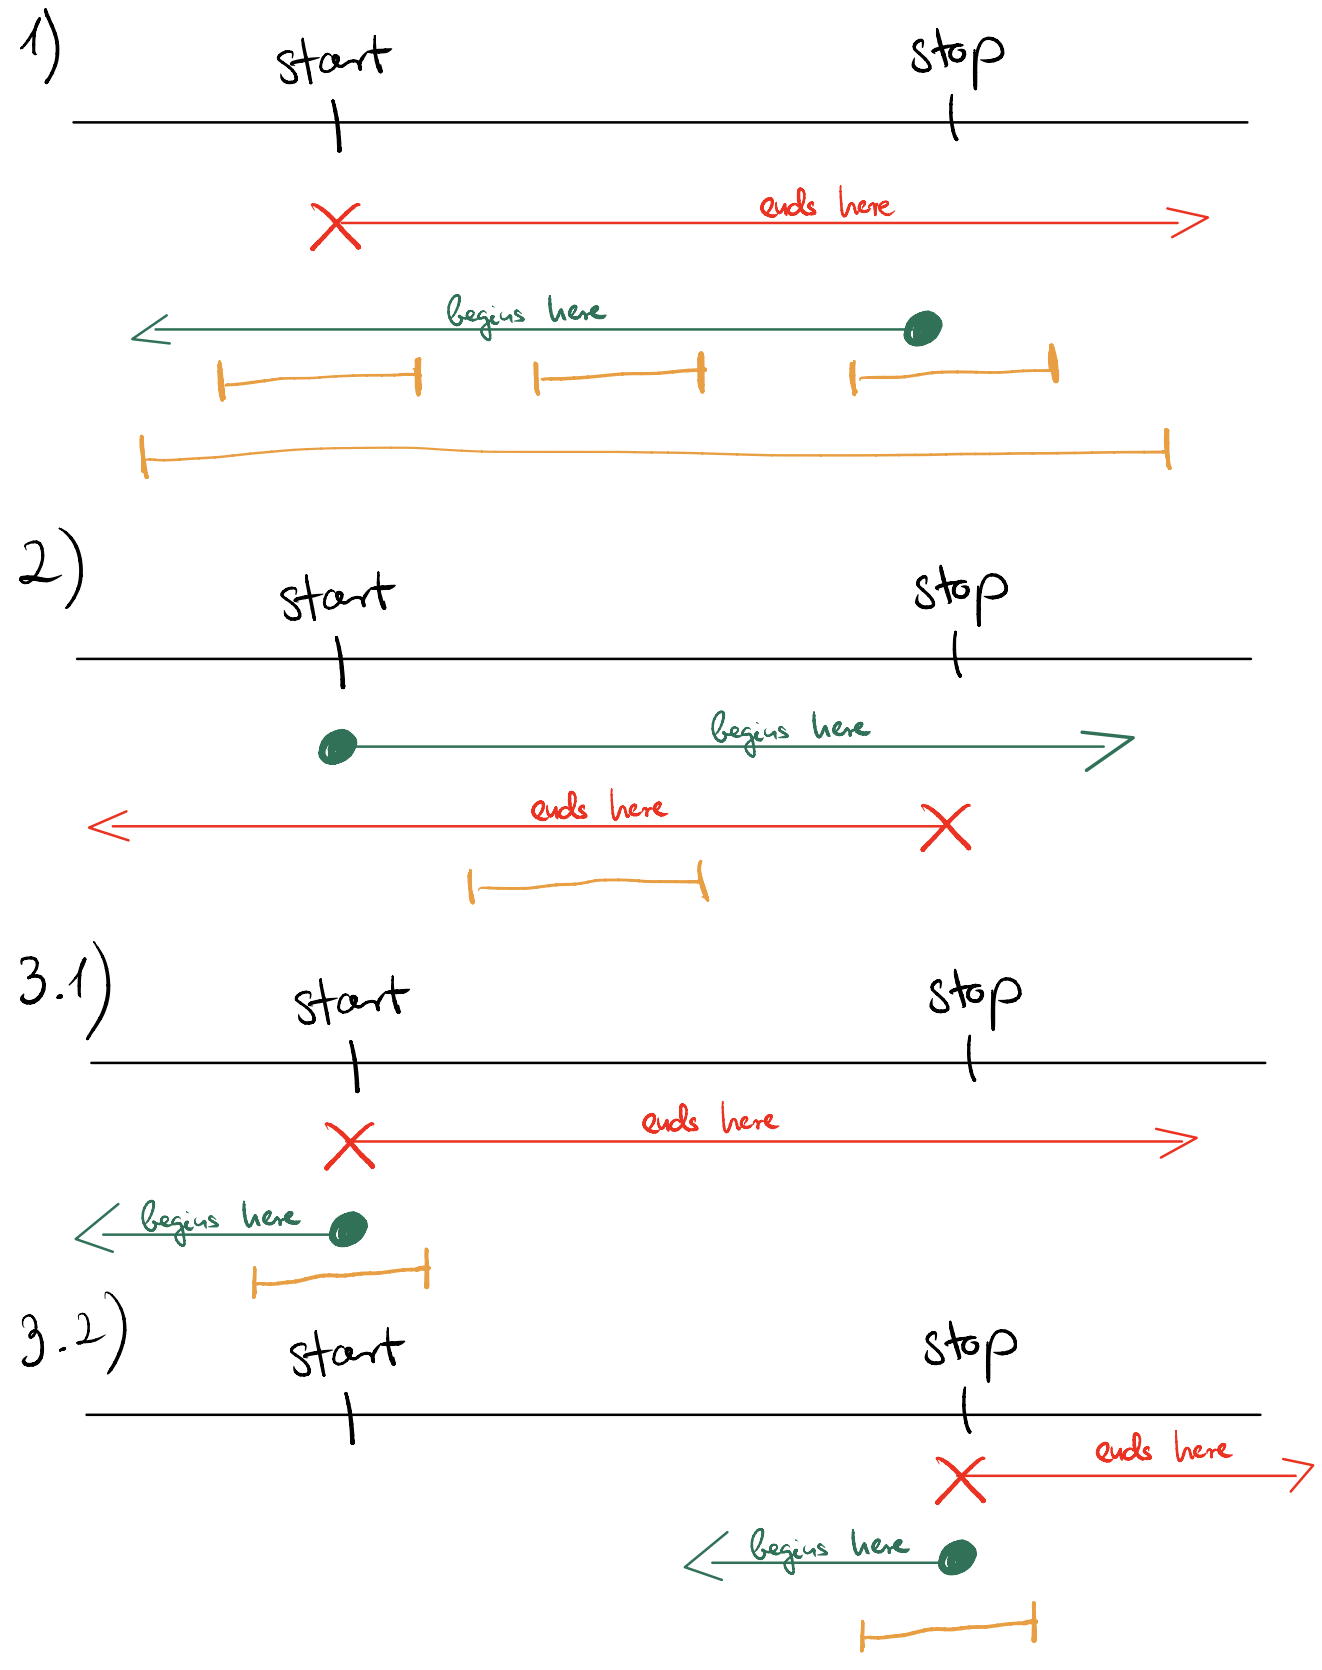 1)
start stop
ends here
begins here
2)
start stop
begins here
ends here
3.1)
start stop
ends here
begins here
3.2)
start stop
ends here
begins here